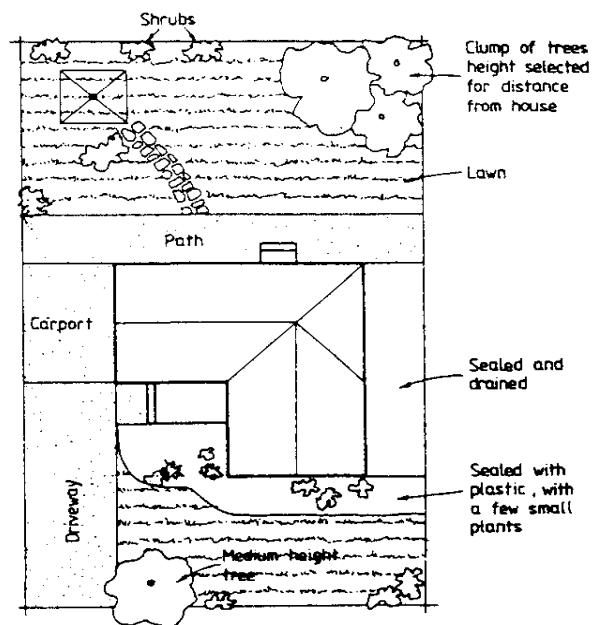 Shrubs
Clump of trees
height selected
for distance
from house
Lawn
Path
Carport
Sealed and
drained
Sealed with
plastic, with
a few small
plants
Driveway
Medium height
tree